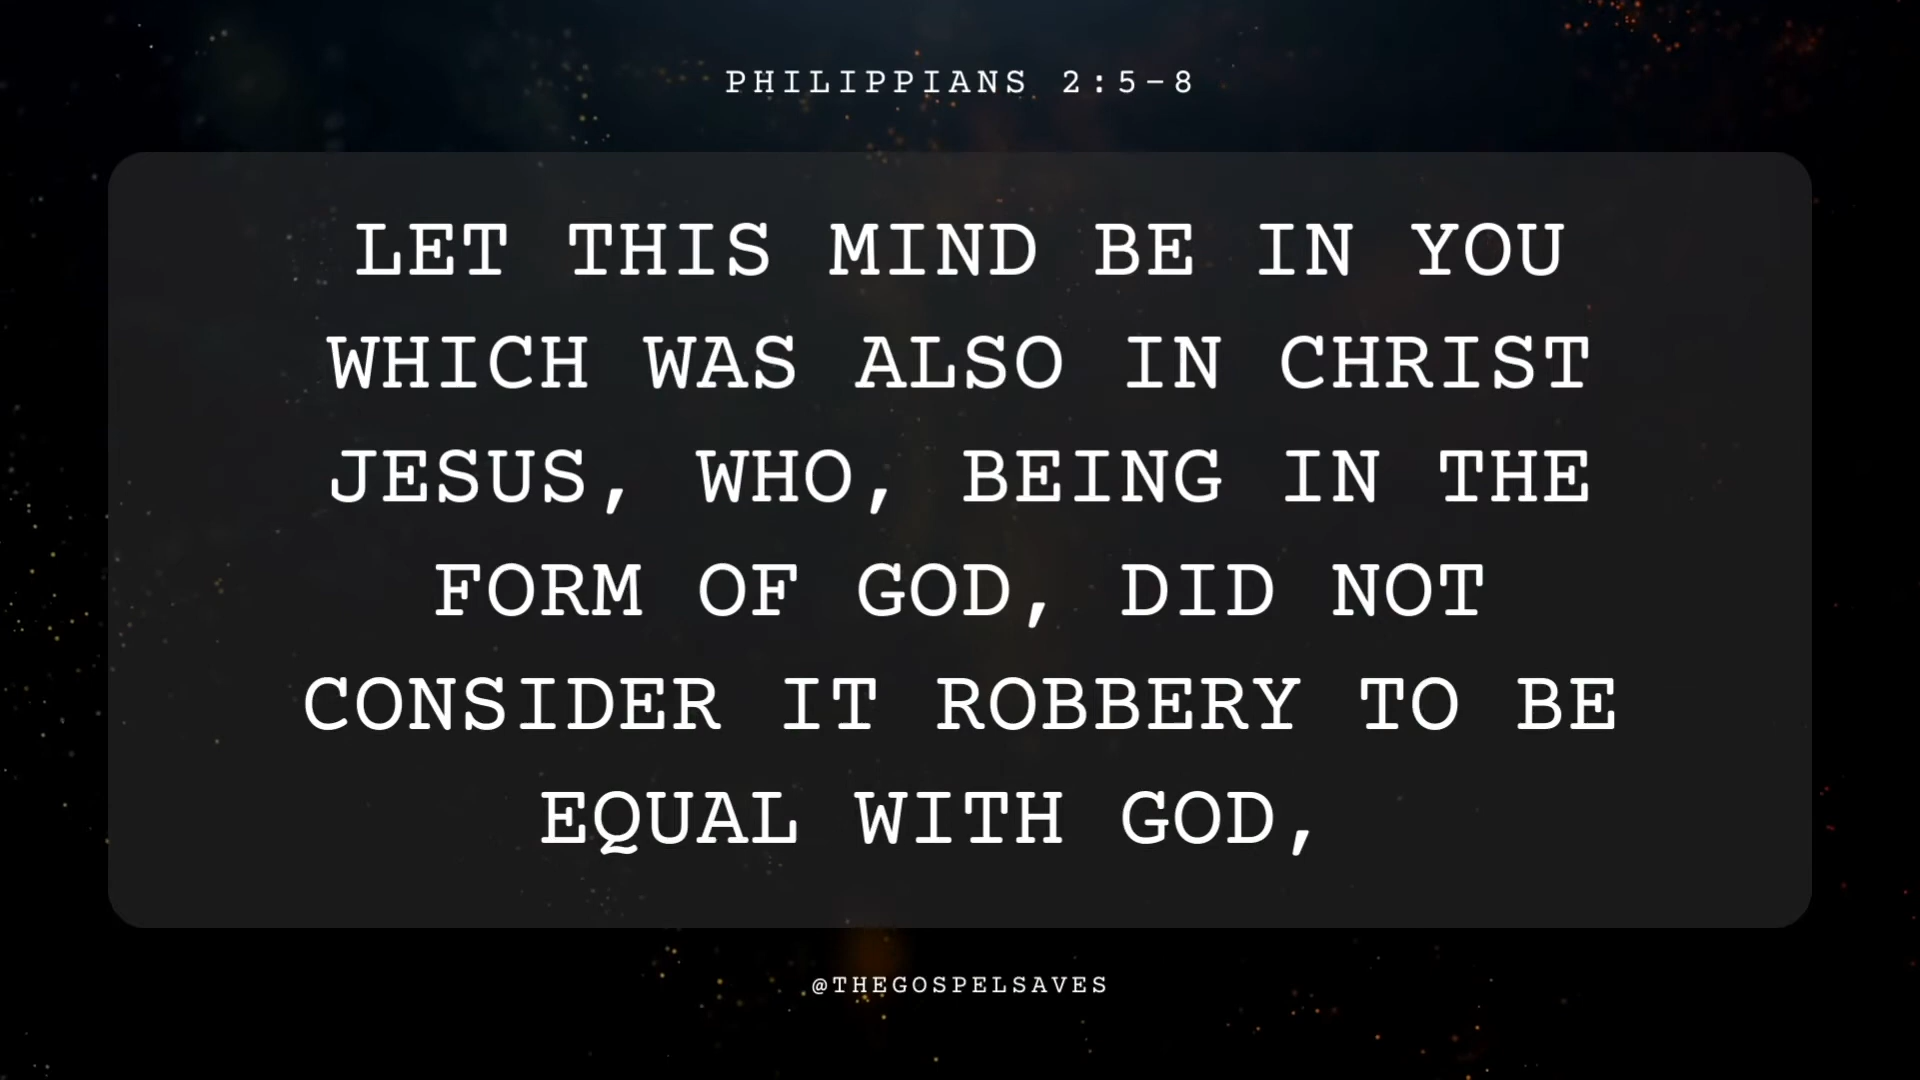 PHILIPPIANS 2:5-8
LET THIS MIND BE IN YOU
WHICH WAS ALSO IN CHRIST
JESUS, WHO, BEING IN THE
FORM OF GOD, DID NOT
CONSIDER IT ROBBERY TO BE
EQUAL WITH GOD,
@THEGOSPELSAVES